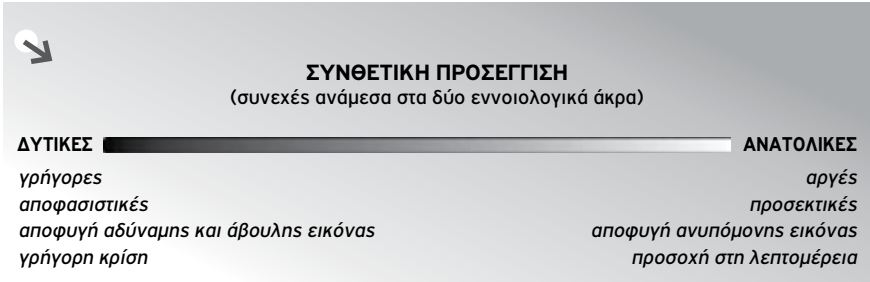 ΣΥΝΘΕΤΙΚΗ ΠΡΟΣΕΓΓΙΣΗ
(συνεχές ανάμεσα στα δύο εννοιολογικά άκρα)
ΔΥΤΙΚΕΣ ΑΝΑΤΟΛΙΚΕΣ
γρήγορες αργές
αποφασιστικές προσεκτικές
αποφυγή αδύναμης και άβουλης εικόνας αποφυγή ανυπόμονης εικόνας
γρήγορη κρίση προσοχή στη λεπτομέρεια